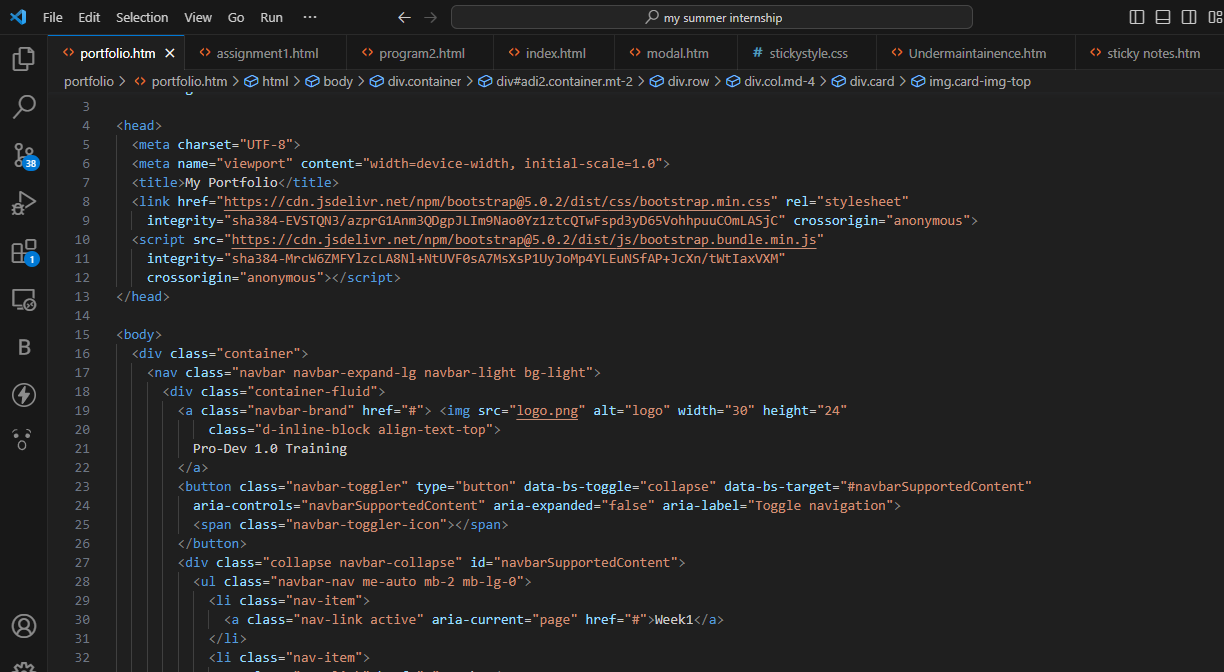 File Edit Selection View Go Run ··· my summer internship
portfolio.htm assignment1.html program2.html index.html modal.htm # stickystyle.css Undermaintainence.htm sticky notes.htm
portfolio > portfolio.htm > html > body > div.container > div#adi2.container.mt-2 > div.row > div.col.md-4 > div.card > img.card-img-top
3
4 <head>
5 <meta charset="UTF-8">
6 <meta name="viewport" content="width=device-width, initial-scale=1.0">
7 <title>My Portfolio</title>
8 <link href="https://cdn.jsdelivr.net/npm/bootstrap@5.0.2/dist/css/bootstrap.min.css" rel="stylesheet"
9 integrity="sha384-EVSTQN3/azprG1Anm3QDgpJLIm9Nao0Yz1ztcQTwFspd3yD65VohhpuuCOmLASjC" crossorigin="anonymous">
10 <script src="https://cdn.jsdelivr.net/npm/bootstrap@5.0.2/dist/js/bootstrap.bundle.min.js"
11 integrity="sha384-MrcW6ZMFYlzcLA8Nl+NtUVF0sA7MsXsP1UyJoMp4YLEuNSfAP+JcXn/tWtIaxVXM"
12 crossorigin="anonymous"></script>
13 </head>
14
15 <body>
16 <div class="container">
17 <nav class="navbar navbar-expand-lg navbar-light bg-light">
18 <div class="container-fluid">
19 <a class="navbar-brand" href="#"> <img src="logo.png" alt="logo" width="30" height="24"
20 class="d-inline-block align-text-top">
21 Pro-Dev 1.0 Training
22 </a>
23 <button class="navbar-toggler" type="button" data-bs-toggle="collapse" data-bs-target="#navbarSupportedContent"
24 aria-controls="navbarSupportedContent" aria-expanded="false" aria-label="Toggle navigation">
25 <span class="navbar-toggler-icon"></span>
26 </button>
27 <div class="collapse navbar-collapse" id="navbarSupportedContent">
28 <ul class="navbar-nav me-auto mb-2 mb-lg-0">
29 <li class="nav-item">
30 <a class="nav-link active" aria-current="page" href="#">Week1</a>
31 </li>
32 <li class="nav-item">
38
1
B